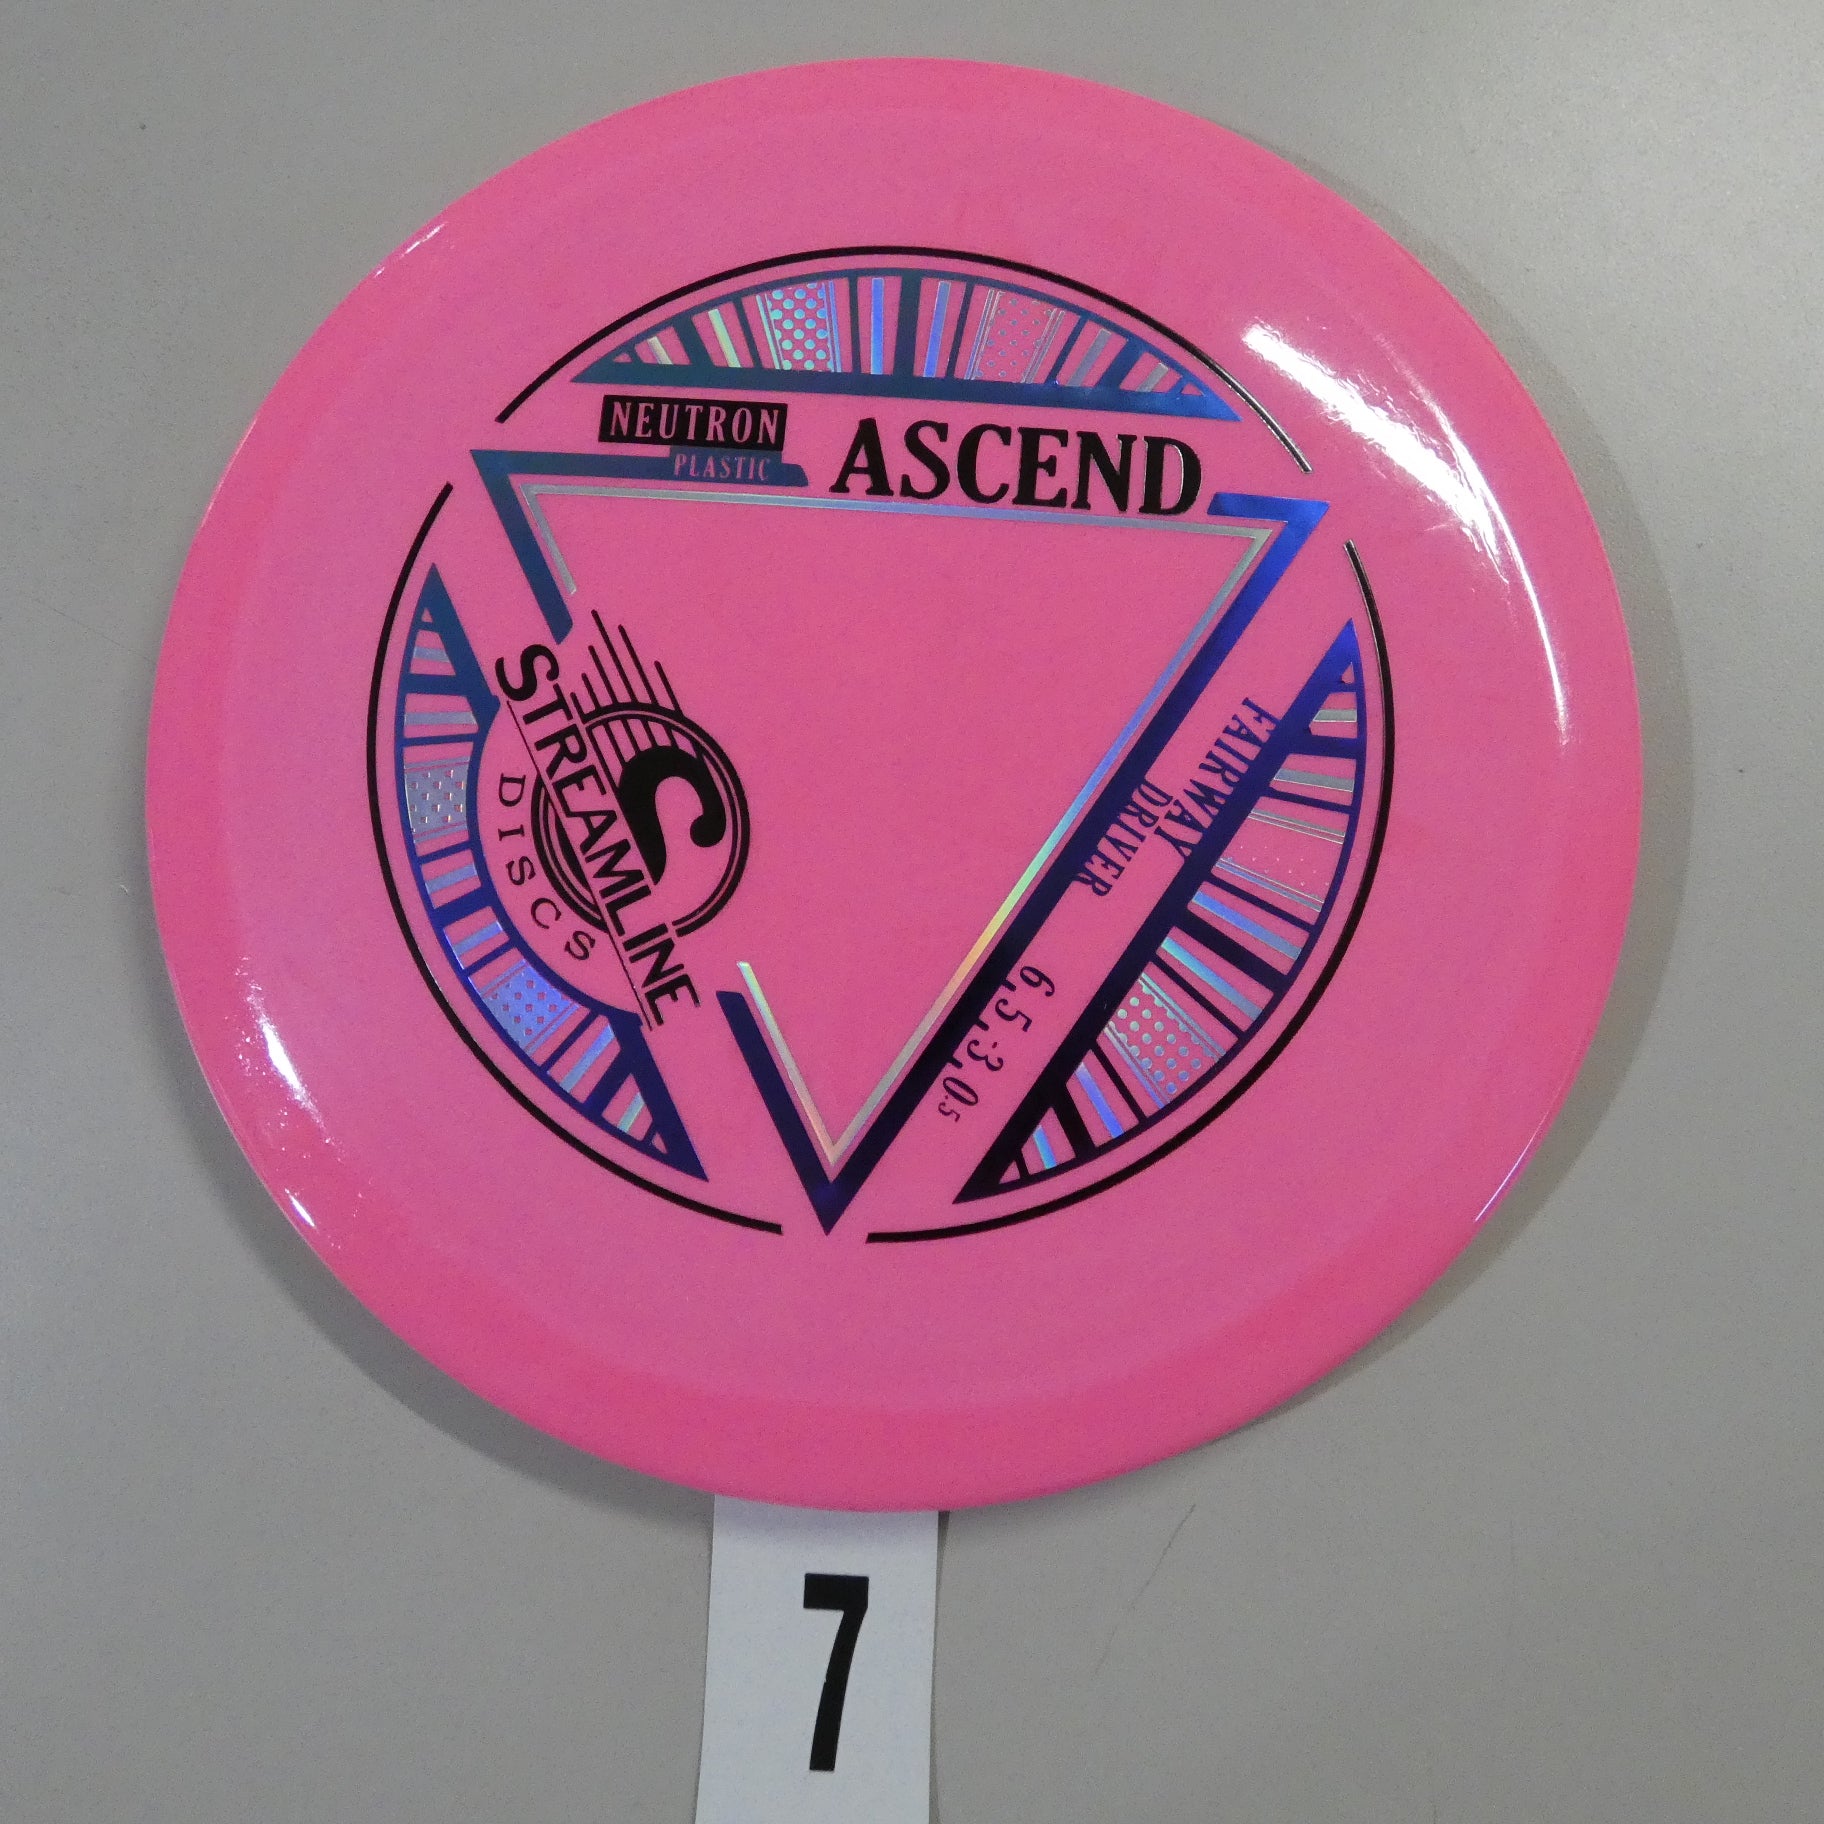 NEUTRON
PLASTIC
ASCEND
S
STREAMLINE
DISCS
FAIRWAY
DRIVER
6,5,-3,0.5
7